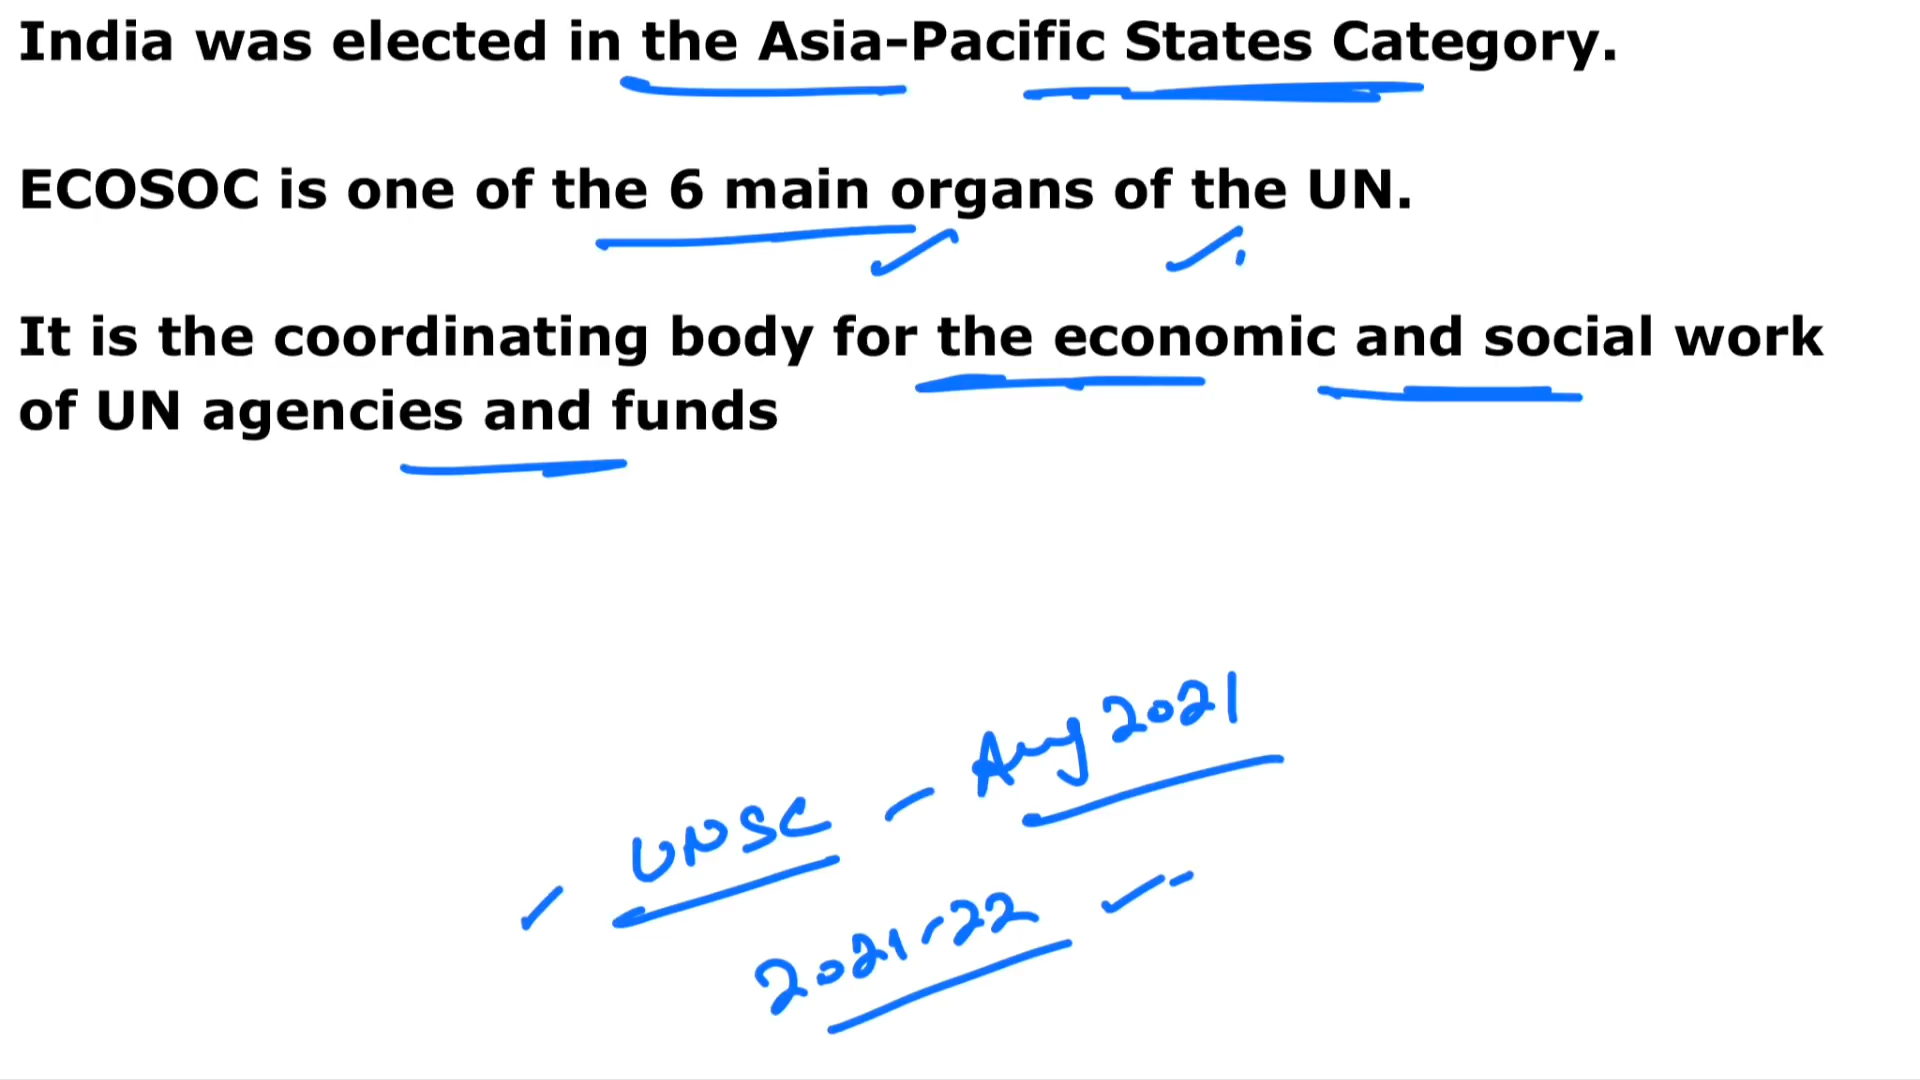 India was elected in the Asia-Pacific States Category.
ECOSOC is one of the 6 main organs of the UN.
It is the coordinating body for the economic and social work
of UN agencies and funds
UNSC - Aug 2021
2021-22